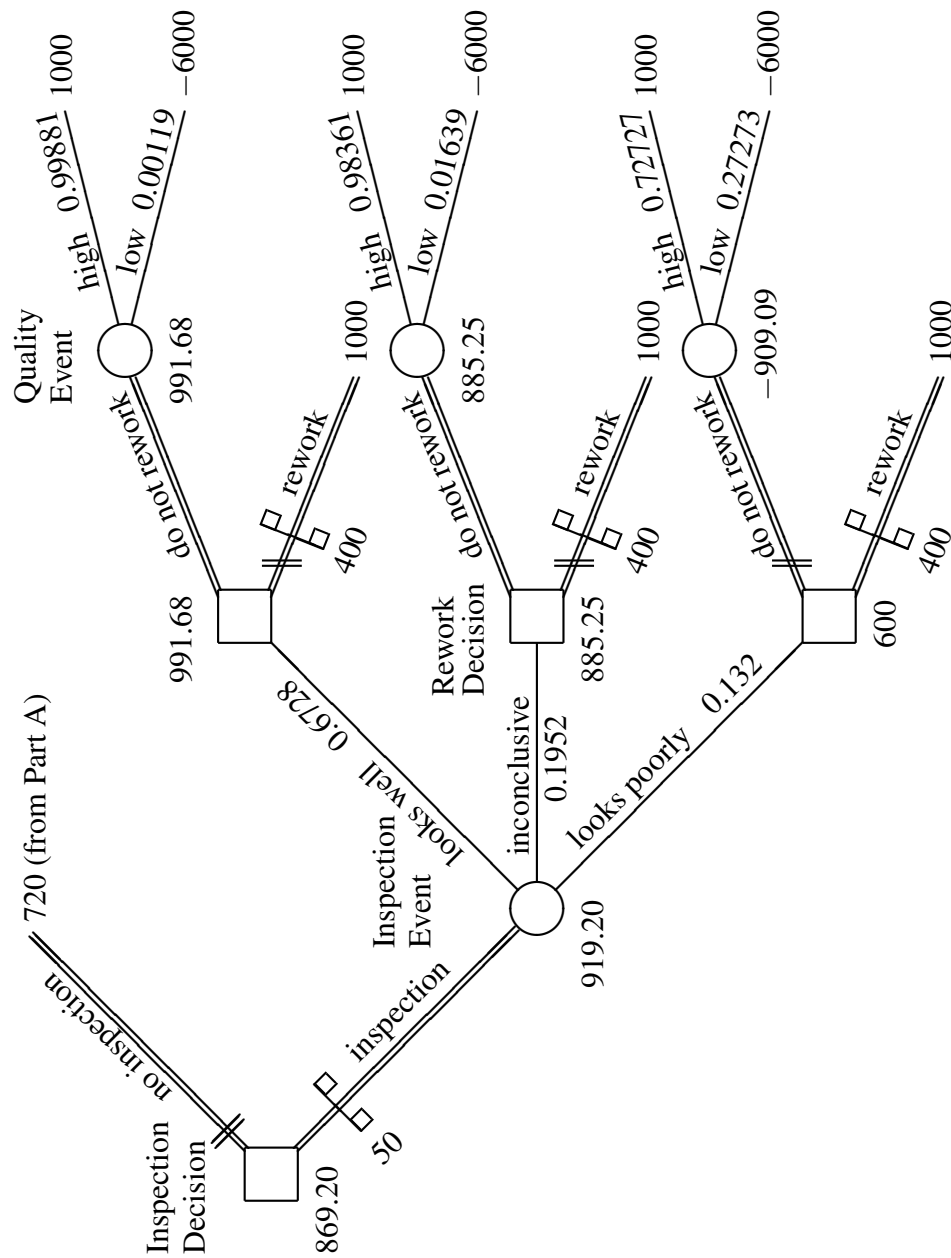 Inspection
Decision
869.20
no inspection
720 (from Part A)
50
inspection
Inspection
Event
919.20
looks well 0.6728
inconclusive
0.1952
looks poorly 0.132
991.68
Rework
Decision
885.25
600
do not rework
rework
400
1000
do not rework
rework
400
1000
do not rework
rework
400
1000
Quality
Event
991.68
high 0.99881
1000
low 0.00119
−6000
885.25
high 0.98361
1000
low 0.01639
−6000
−909.09
high 0.72727
1000
low 0.27273
−6000